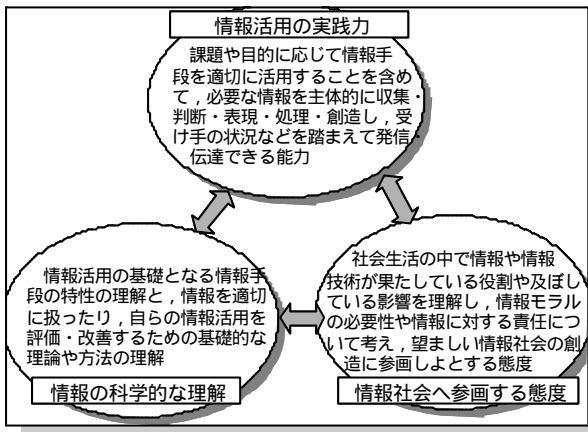 情報活用の実践力
課題や目的に応じて情報手
段を適切に活用することを含め
て，必要な情報を主体的に収集・
判断・表現・処理・創造し，受
け手の状況などを踏まえて発信・
伝達できる能力
情報活用の基礎となる情報手
段の特性の理解と，情報を適切
に扱ったり，自らの情報活用を
評価・改善するための基礎的な
理論や方法の理解
情報の科学的な理解
社会生活の中で情報や情報
技術が果たしている役割や及ぼし
ている影響を理解し，情報モラル
の必要性や情報に対する責任につ
いて考え，望ましい情報社会の創
造に参画しよとする態度
情報社会へ参画する態度